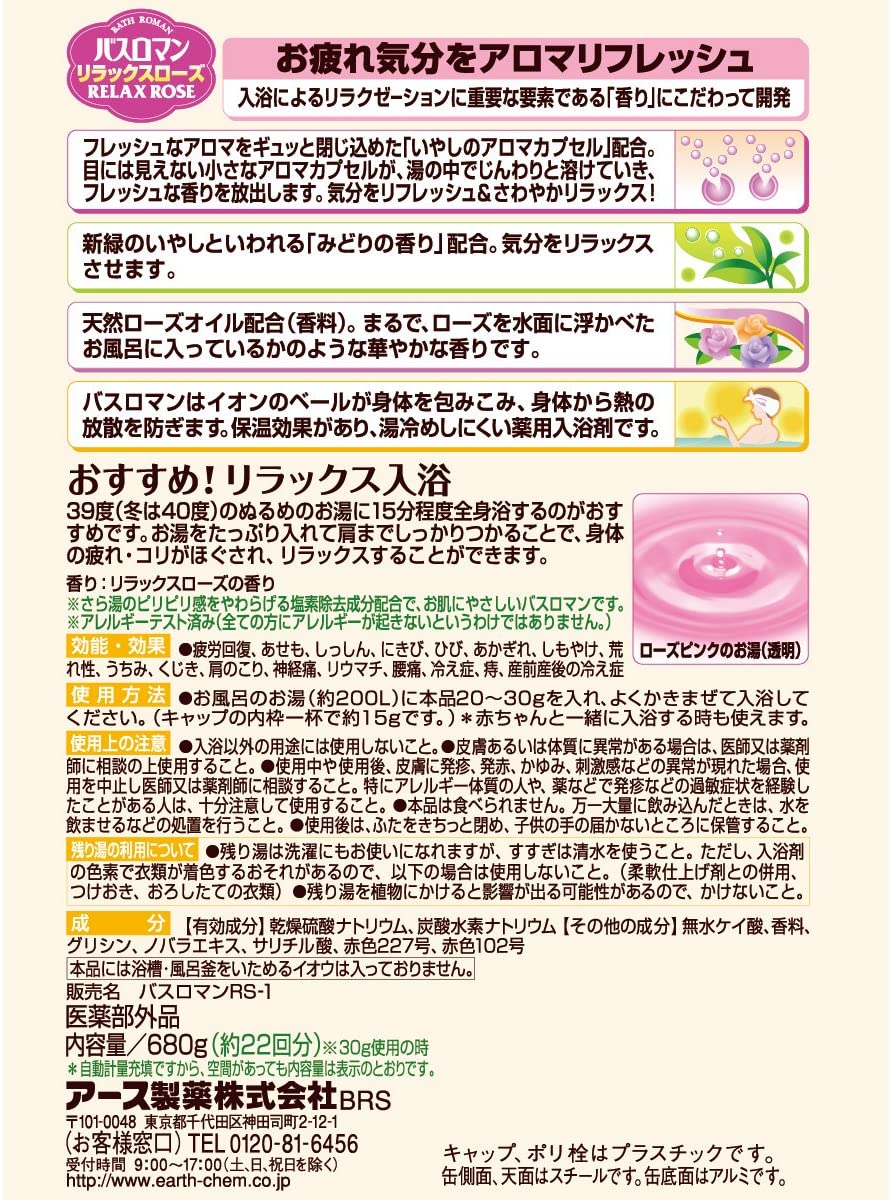 BATH ROMAN
バスロマン
リラックスローズ
RELAX ROSE
お疲れ気分をアロマリフレッシュ
入浴によるリラクゼーションに重要な要素である「香り」にこだわって開発
フレッシュなアロマをギュッと閉じ込めた「いやしのアロマカプセル」配合。
目には見えない小さなアロマカプセルが、湯の中でじんわりと溶けていき、
フレッシュな香りを放出します。気分をリフレッシュ&さわやかリラックス!
新緑のいやしといわれる「みどりの香り」配合。気分をリラックス
させます。
天然ローズオイル配合(香料)。まるで、ローズを水面に浮かべた
お風呂に入っているかのような華やかな香りです。
バスロマンはイオンのベールが身体を包みこみ、身体から熱の
放散を防ぎます。保温効果があり、湯冷めしにくい薬用入浴剤です。
おすすめ!リラックス入浴
39度(冬は40度)のぬるめのお湯に15分程度全身浴するのがおす
すめです。お湯をたっぷり入れて肩までしっかりつかることで、身体
の疲れ・コリがほぐされ、リラックスすることができます。
香り:リラックスローズの香り
※さら湯のピリピリ感をやわらげる塩素除去成分配合で、お肌にやさしいバスロマンです。
※アレルギーテスト済み(全ての方にアレルギーが起きないというわけではありません。)
ローズピンクのお湯(透明)
効能・効果 ●疲労回復、あせも、しっしん、にきび、ひび、あかぎれ、しもやけ、荒
れ性、うちみ、くじき、肩のこり、神経痛、リウマチ、腰痛、冷え症、痔、産前産後の冷え症
使用方法 ●お風呂のお湯(約200L)に本品20〜30gを入れ、よくかきまぜて入浴して
ください。(キャップの内枠一杯で約15gです。)*赤ちゃんと一緒に入浴する時も使えます。
使用上の注意 ●入浴以外の用途には使用しないこと。●皮膚あるいは体質に異常がある場合は、医師又は薬剤
師に相談の上使用すること。●使用中や使用後、皮膚に発疹、発赤、かゆみ、刺激感などの異常が現れた場合、使
用を中止し医師又は薬剤師に相談すること。特にアレルギー体質の人や、薬などで発疹などの過敏症状を経験し
たことがある人は、十分注意して使用すること。●本品は食べられません。万一大量に飲み込んだときは、水を
飲ませるなどの処置を行うこと。●使用後は、ふたをきちっと閉め、子供の手の届かないところに保管すること。
残り湯の利用について ●残り湯は洗濯にもお使いになれますが、すすぎは清水を使うこと。ただし、入浴剤
の色素で衣類が着色するおそれがあるので、以下の場合は使用しないこと。(柔軟仕上げ剤との併用、
つけおき、おろしたての衣類)●残り湯を植物にかけると影響が出る可能性があるので、かけないこと。
成分 【有効成分】乾燥硫酸ナトリウム、炭酸水素ナトリウム【その他の成分】無水ケイ酸、香料、
グリシン、ノバラエキス、サリチル酸、赤色227号、赤色102号
本品には浴槽・風呂釜をいためるイオウは入っておりません。
販売名 バスロマンRS-1
医薬部外品
内容量/680g(約22回分)※30g使用の時
*自動計量充填ですから、空間があっても内容量は表示のとおりです。
アース製薬株式会社BRS
〒101-0048 東京都千代田区神田司町2-12-1
(お客様窓口)TEL 0120-81-6456
受付時間 9:00〜17:00(土、日、祝日を除く)
http://www.earth-chem.co.jp
キャップ、ポリ栓はプラスチックです。
缶側面、天面はスチールです。缶底面はアルミです。